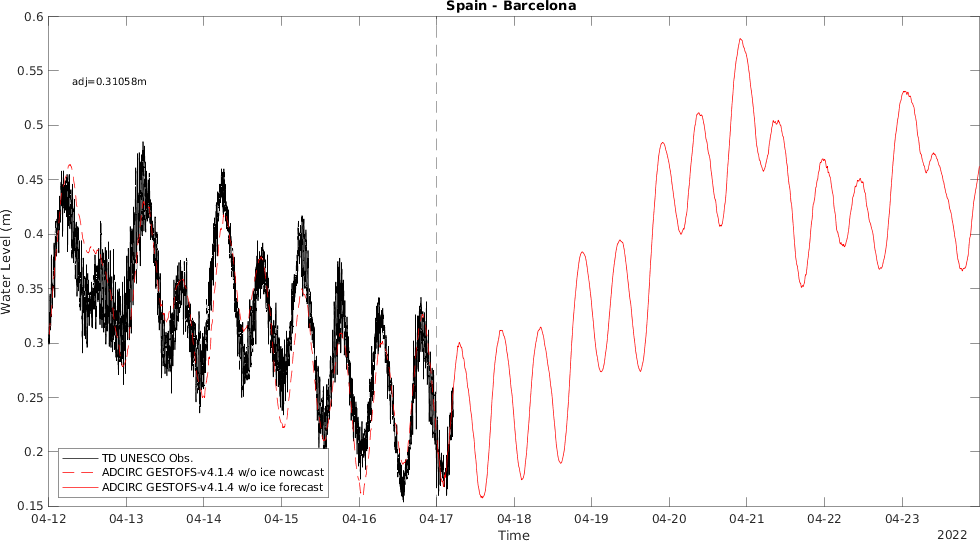 Spain - Barcelona
0.6
0.55
0.5
0.45
0.4
0.35
0.3
0.25
0.2
0.15
Water Level (m)
adj=0.31058m
TD UNESCO Obs.
ADCIRC GESTOFS-v4.1.4 w/o ice nowcast
ADCIRC GESTOFS-v4.1.4 w/o ice forecast
04-12 04-13 04-14 04-15 04-16 04-17 04-18 04-19 04-20 04-21 04-22 04-23
Time
2022